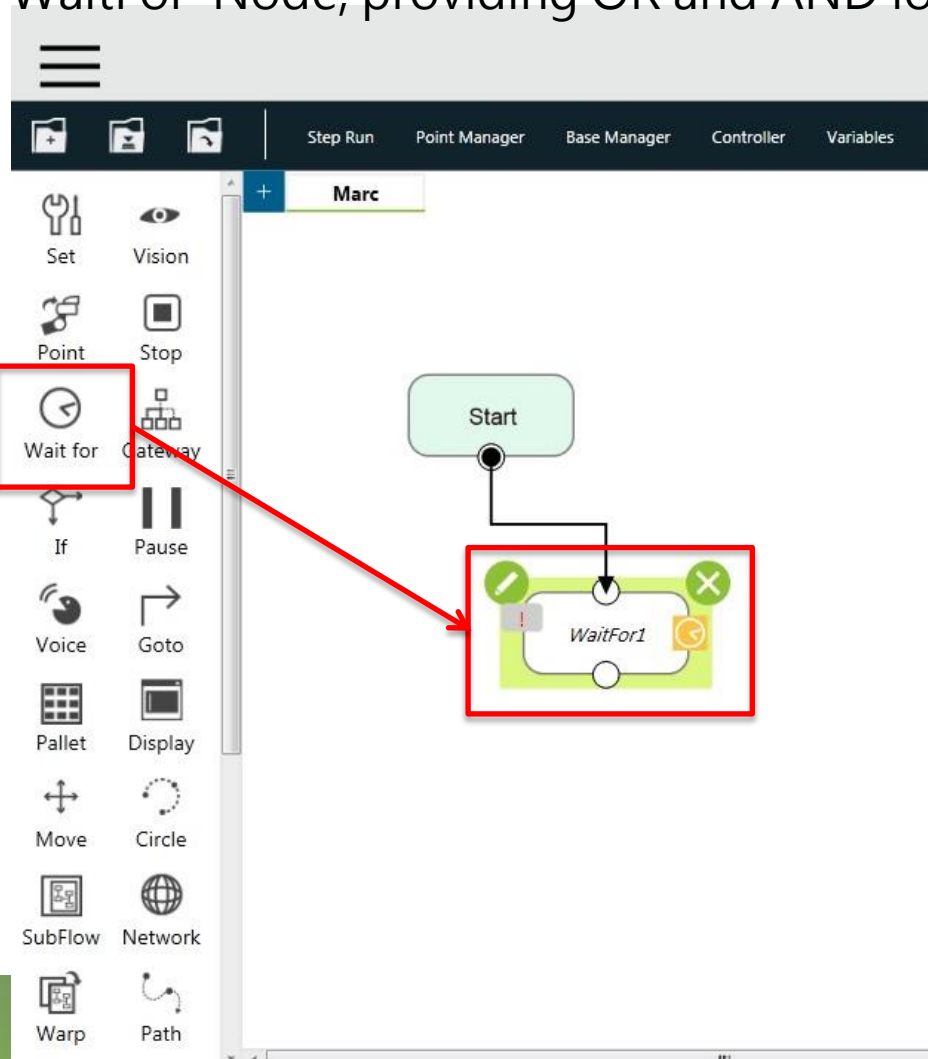 WaitFor Node, providing OR and AND
Step Run Point Manager Base Manager Controller Variables
+ Marc
Set Vision
Point Stop
Start
Wait for Gateway
If Pause
!
WaitFor1
Voice Goto
Pallet Display
Move Circle
SubFlow Network
Warp Path